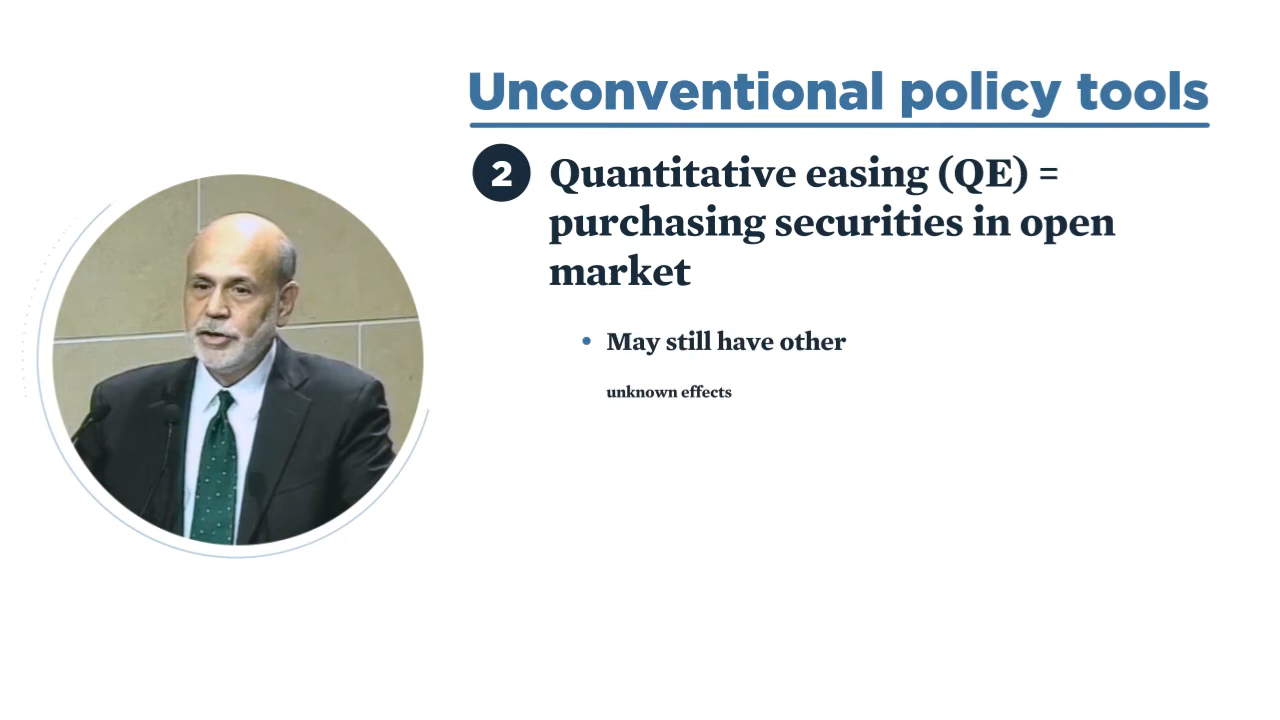 Unconventional policy tools
2 Quantitative easing (QE) =
purchasing securities in open
market
• May still have other
unknown effects